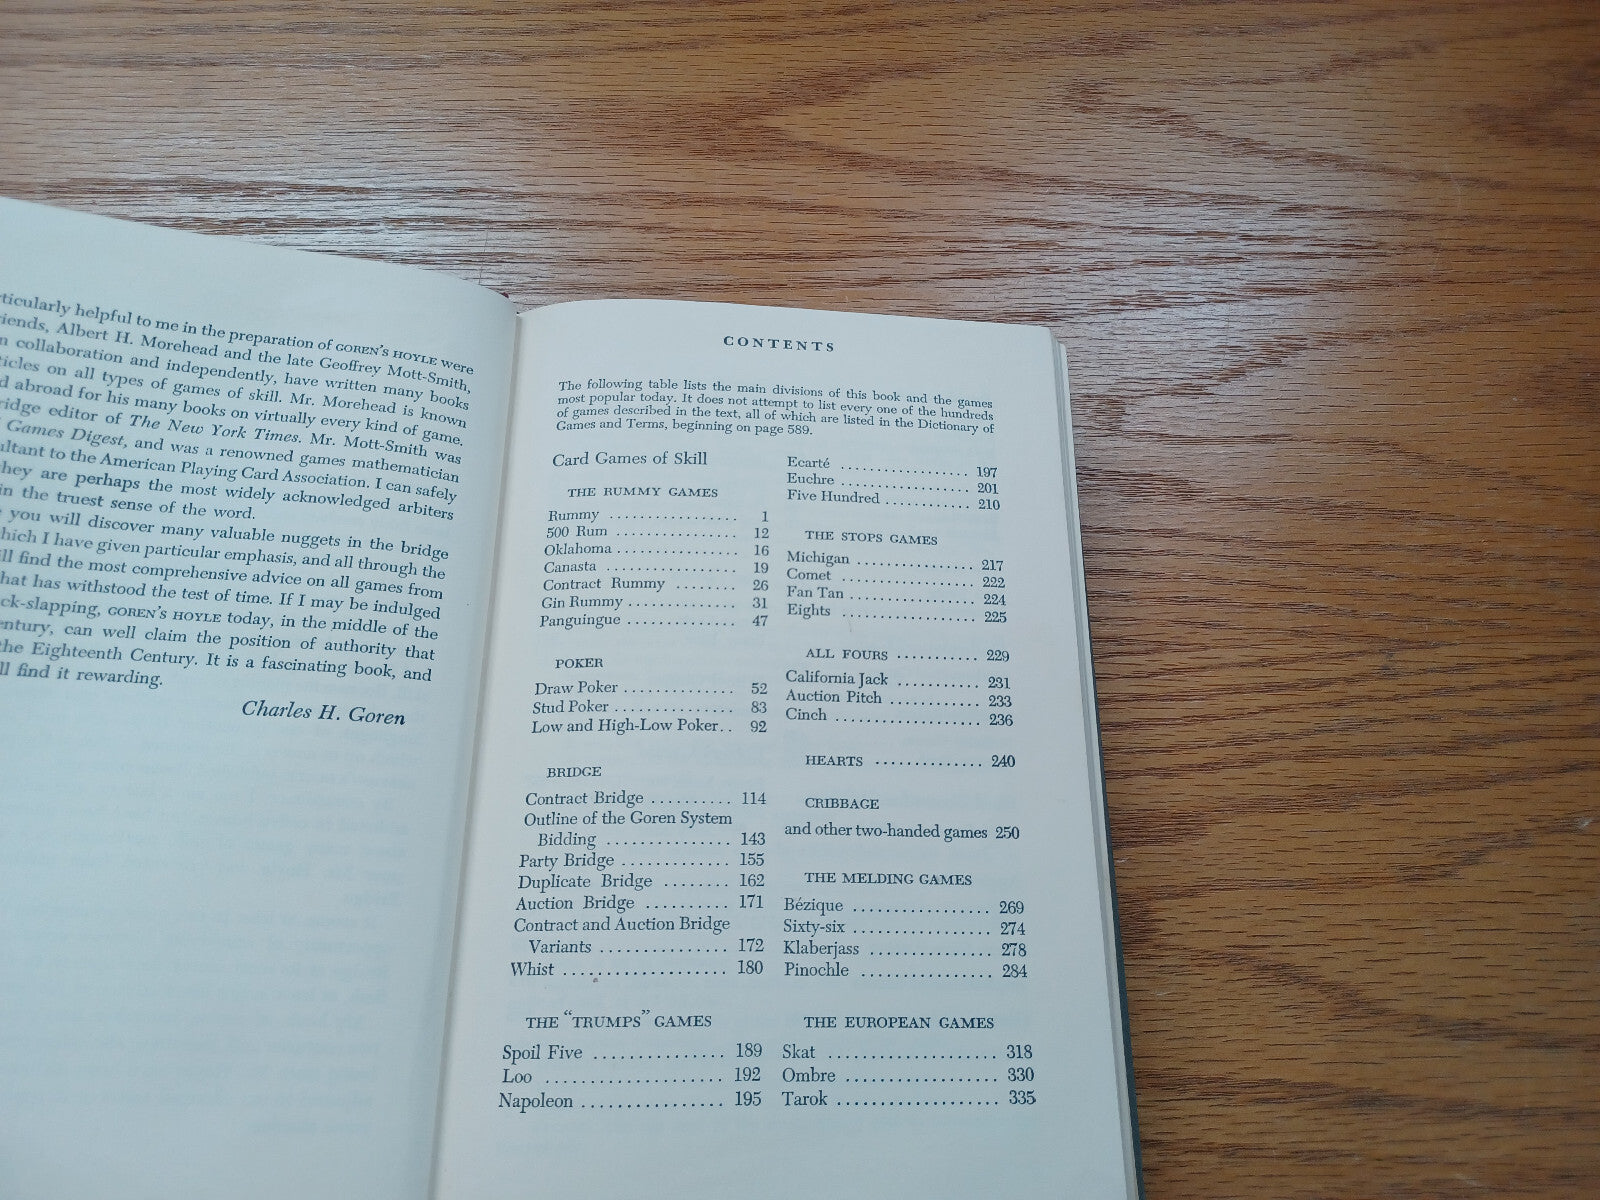 ticularly helpful to me in the preparation of GOREN'S HOYLE were
iends, Albert H. Morehead and the late Geoffrey Mott-Smith,
n collaboration and independently, have written many books
ticles on all types of games of skill. Mr. Morehead is known
d abroad for his many books on virtually every kind of game.
ridge editor of The New York Times. Mr. Mott-Smith was
Games Digest, and was a renowned games mathematician
ultant to the American Playing Card Association. I can safely
they are perhaps the most widely acknowledged arbiters
in the truest sense of the word.
you will discover many valuable nuggets in the bridge
which I have given particular emphasis, and all through the
ill find the most comprehensive advice on all games from
that has withstood the test of time. If I may be indulged
ck-slapping, GOREN'S HOYLE today, in the middle of the
entury, can well claim the position of authority that
the Eighteenth Century. It is a fascinating book, and
ll find it rewarding.
Charles H. Goren
CONTENTS
The following table lists the main divisions of this book and the games
most popular today. It does not attempt to list every one of the hundreds
of games described in the text, all of which are listed in the Dictionary of
Games and Terms, beginning on page 589.
Card Games of Skill
THE RUMMY GAMES
Rummy ................. 1
500 Rum .............. 12
Oklahoma .............. 16
Canasta ............... 19
Contract Rummy ....... 26
Gin Rummy ............. 31
Panguingue ............. 47
POKER
Draw Poker ............. 52
Stud Poker .............. 83
Low and High-Low Poker.. 92
BRIDGE
Contract Bridge .......... 114
Outline of the Goren System
Bidding ............... 143
Party Bridge ............. 155
Duplicate Bridge ........ 162
Auction Bridge .......... 171
Contract and Auction Bridge
Variants ................ 172
Whist .................... 180
THE "TRUMPS" GAMES
Spoil Five ................ 189
Loo ...................... 192
Napoleon ................. 195
Ecarté .................. 197
Euchre .................. 201
Five Hundred ........... 210
THE STOPS GAMES
Michigan ................ 217
Comet .................. 222
Fan Tan ................. 224
Eights .................. 225
ALL FOURS ........... 229
California Jack ........... 231
Auction Pitch ............ 233
Cinch ................... 236
HEARTS .............. 240
CRIBBAGE
and other two-handed games 250
THE MELDING GAMES
Bézique .................. 269
Sixty-six .................. 274
Klaberjass ................ 278
Pinochle ................. 284
THE EUROPEAN GAMES
Skat ..................... 318
Ombre ................... 330
Tarok .................... 335